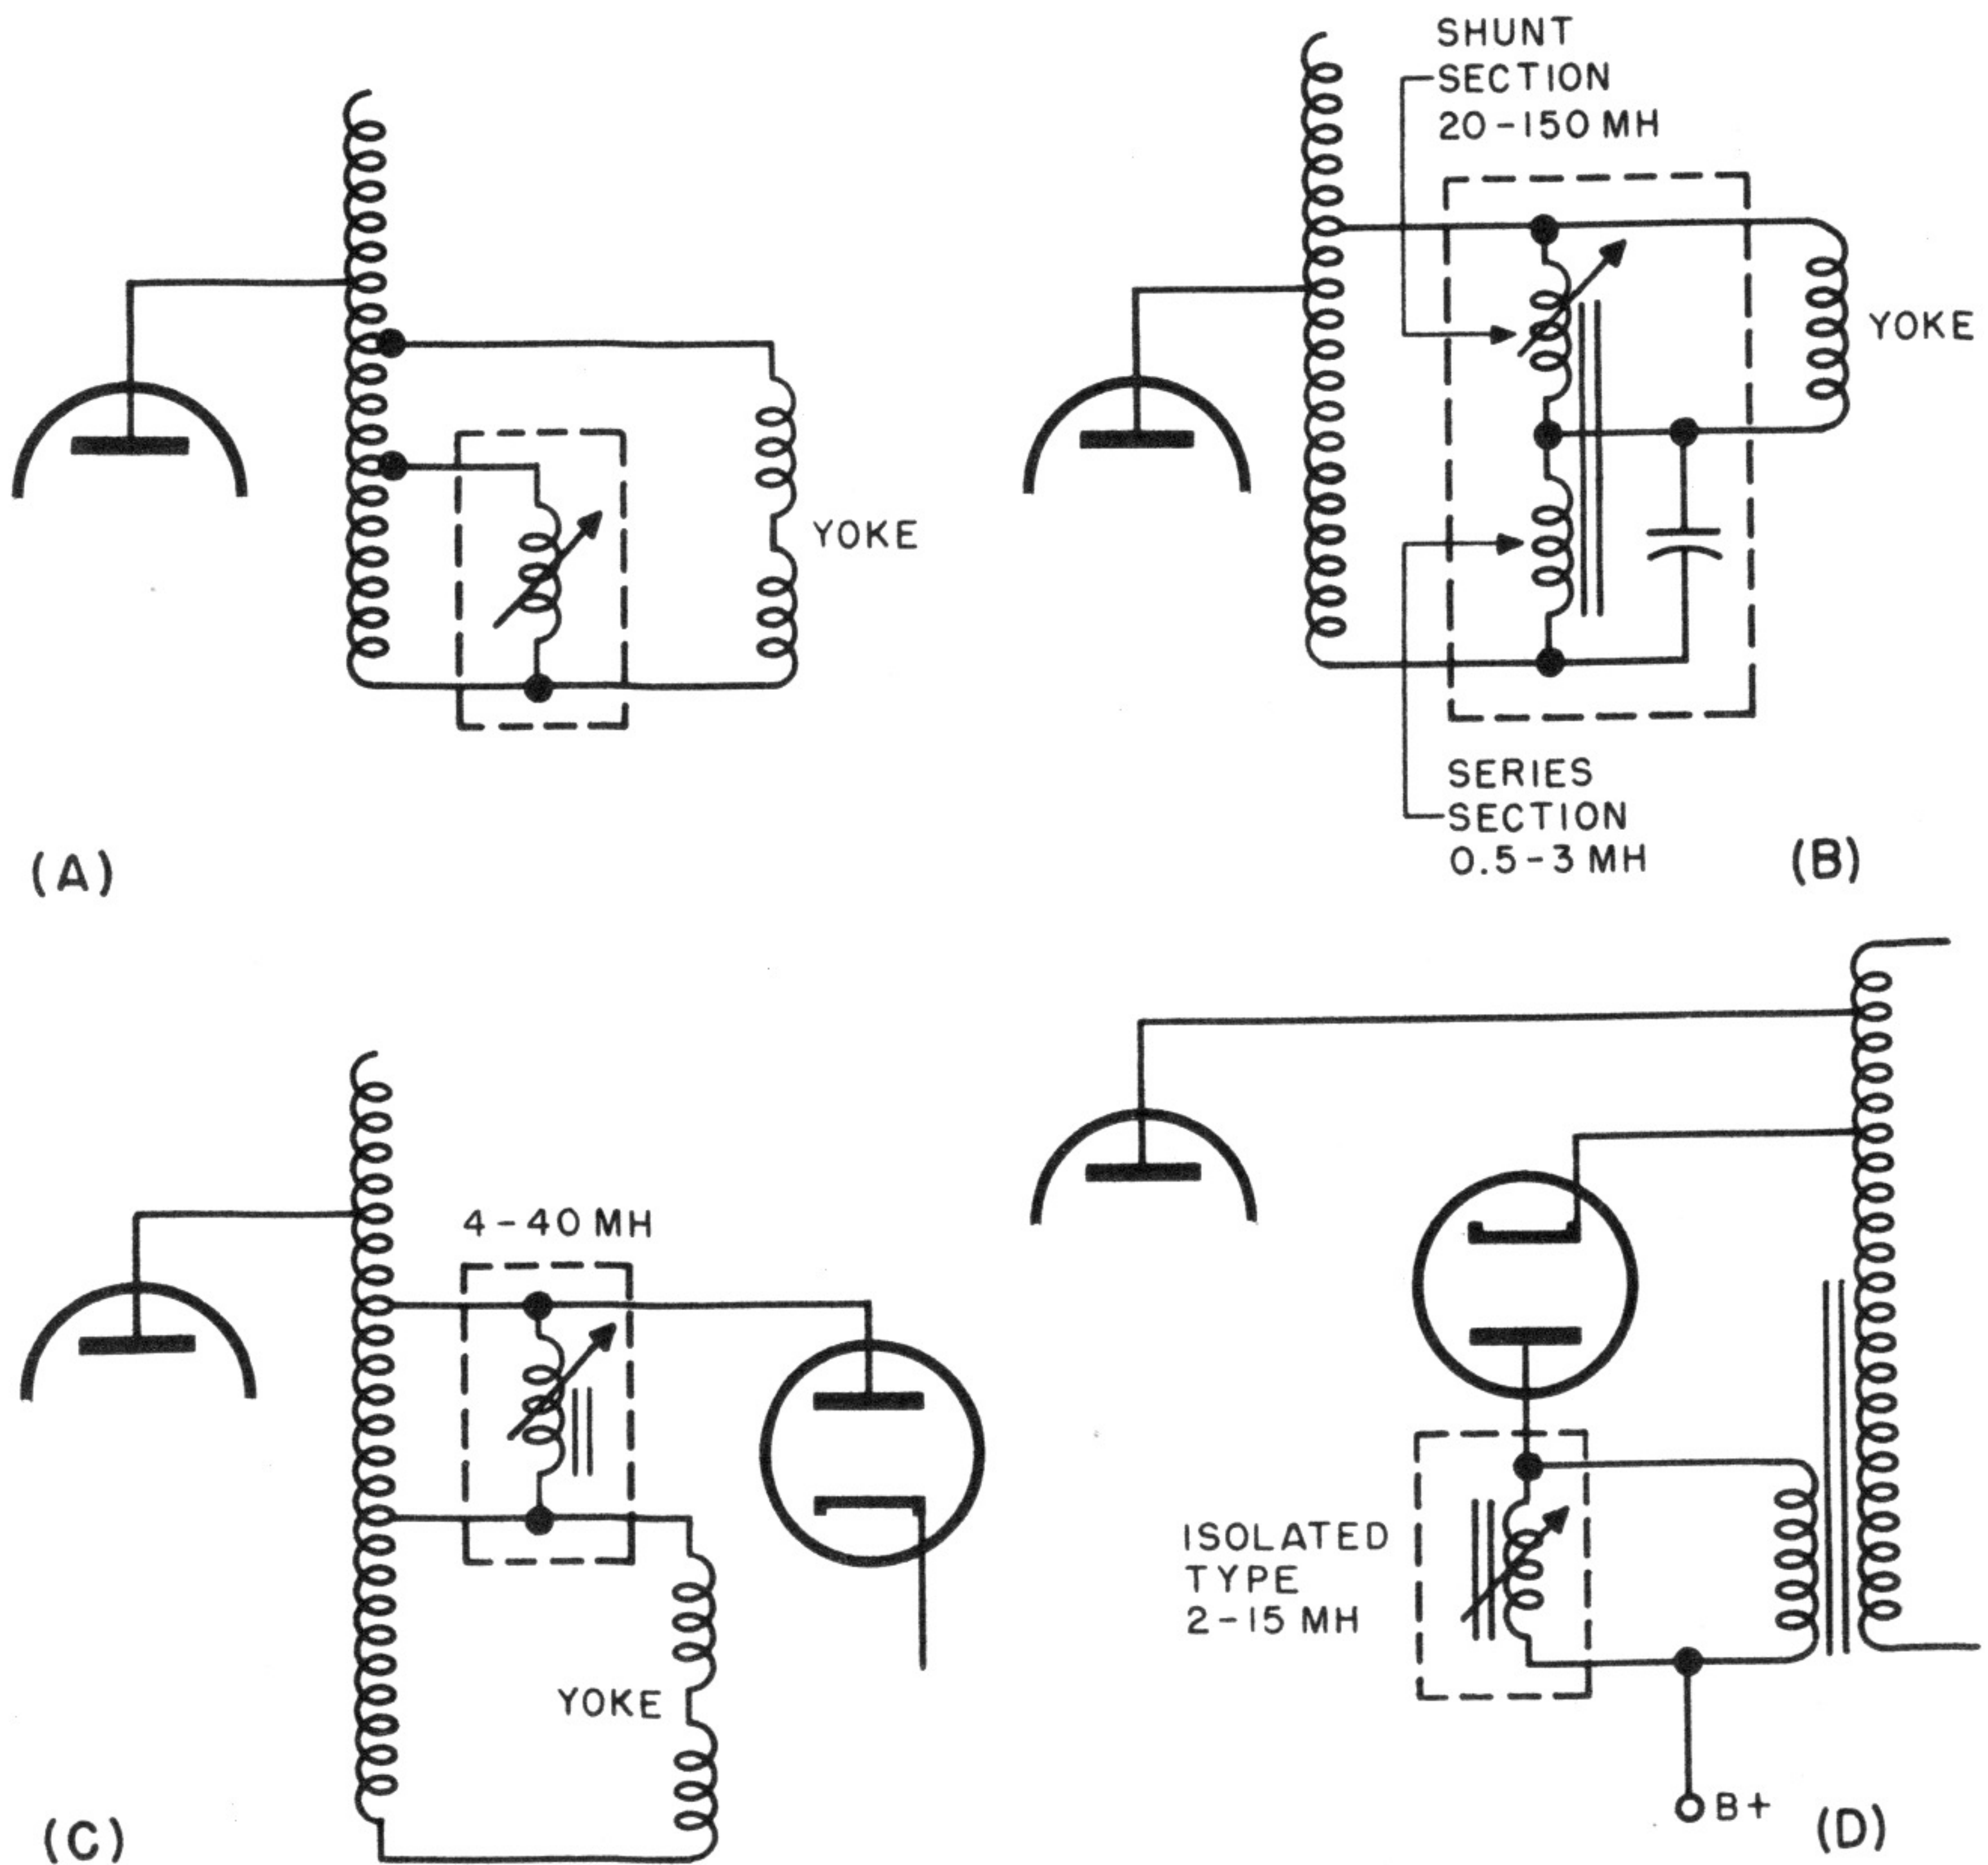 YOKE
(A)
SHUNT
SECTION
20-150 MH
YOKE
SERIES
SECTION
0.5-3 MH
(B)
4-40 MH
YOKE
(C)
ISOLATED
TYPE
2-15 MH
B+
(D)